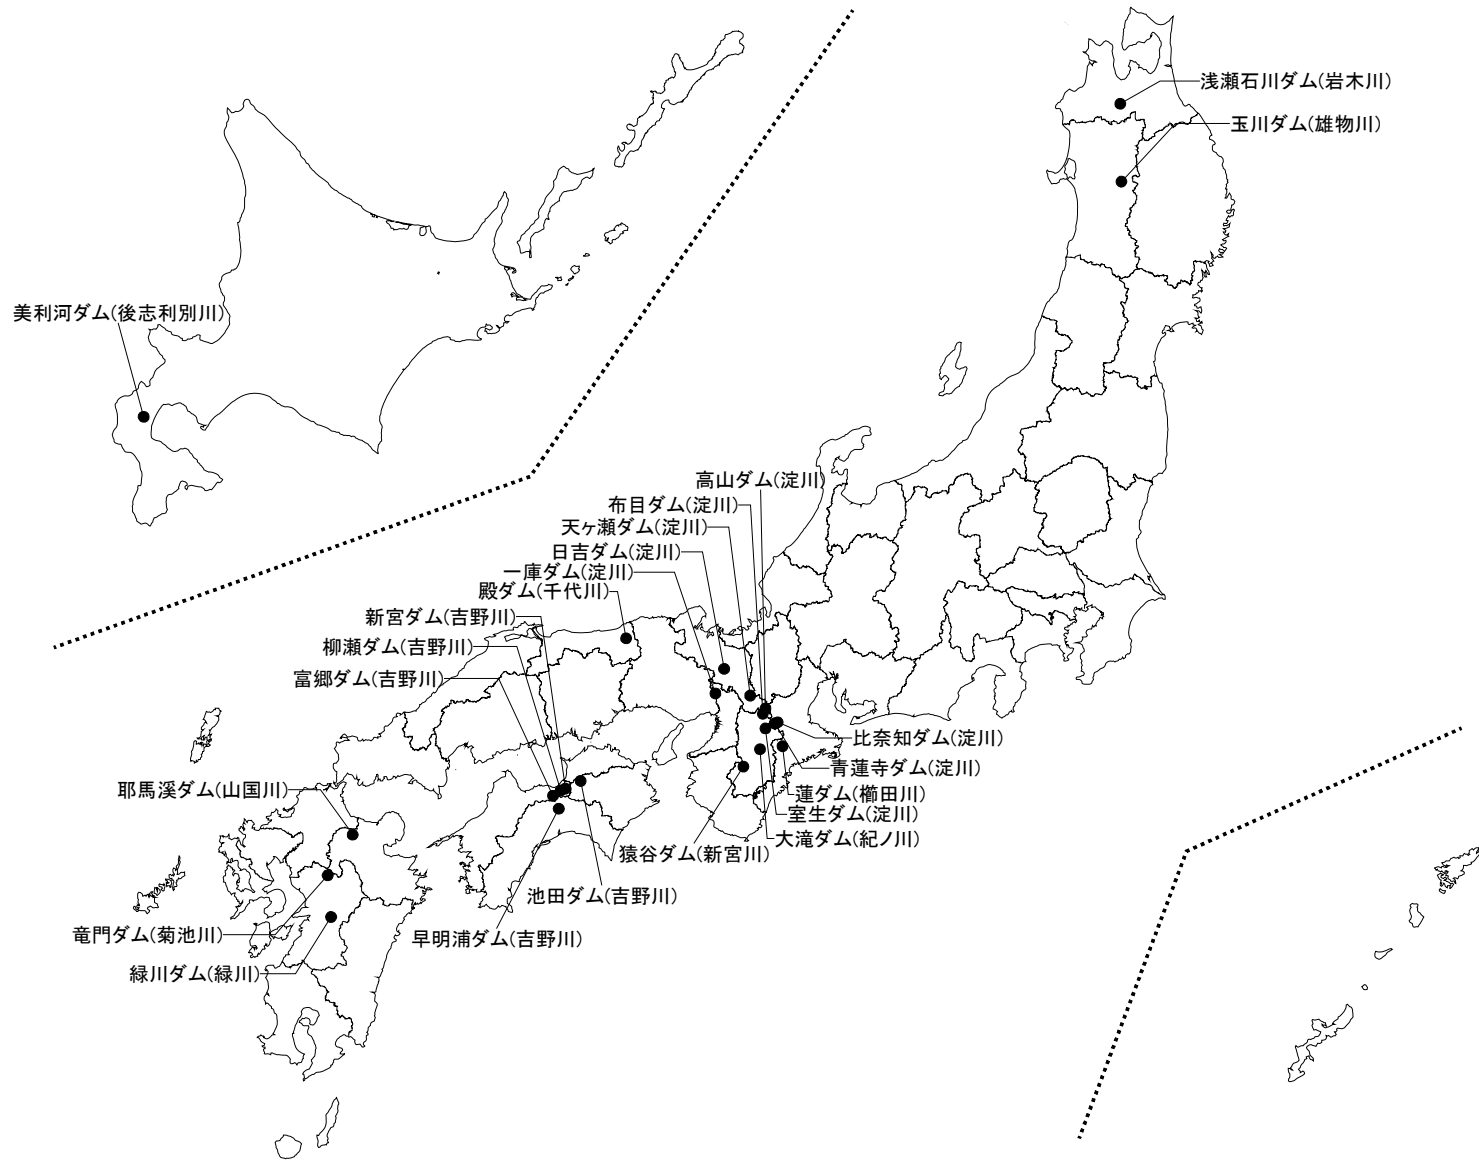 浅瀬石川ダム(岩木川)
玉川ダム(雄物川)
美利河ダム(後志利別川)
高山ダム(淀川)
布目ダム(淀川)
天ヶ瀬ダム(淀川)
日吉ダム(淀川)
一庫ダム(淀川)
殿ダム(千代川)
新宮ダム(吉野川)
柳瀬ダム(吉野川)
富郷ダム(吉野川)
比奈知ダム(淀川)
青蓮寺ダム(淀川)
耶馬溪ダム(山国川)
蓮ダム(櫛田川)
室生ダム(淀川)
大滝ダム(紀ノ川)
猿谷ダム(新宮川)
池田ダム(吉野川)
竜門ダム(菊池川)
早明浦ダム(吉野川)
緑川ダム(緑川)